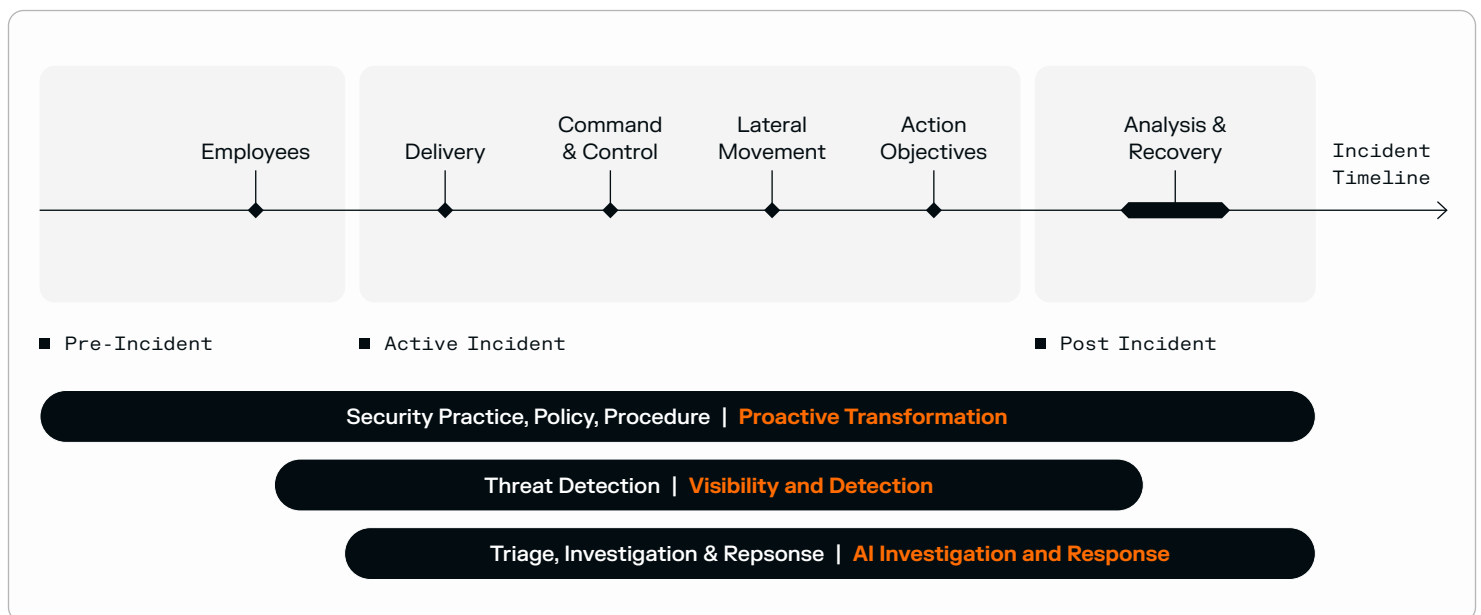 Employees
Delivery
Command
& Control
Lateral
Movement
Action
Objectives
Analysis &
Recovery
Incident
Timeline
Pre-Incident
Active Incident
Post Incident
Security Practice, Policy, Procedure | Proactive Transformation
Threat Detection | Visibility and Detection
Triage, Investigation & Repsonse | AI Investigation and Response